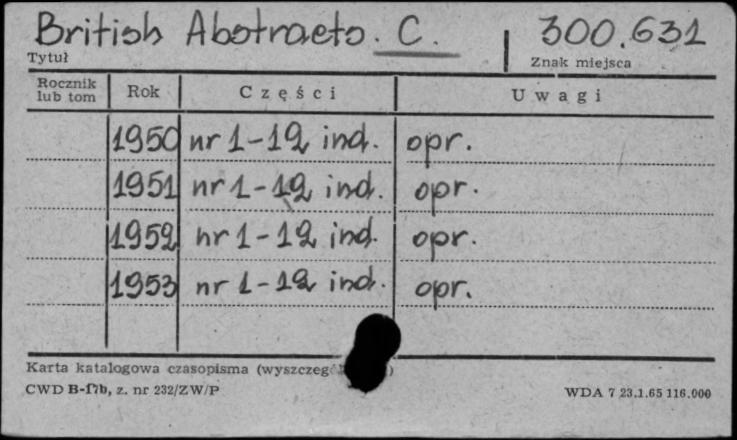 British Abstracts. C. 300.631
Tytuł Znak miejsca
Rocznik lub tom Rok Części Uwagi
1950 nr 1-12 ind. opr.
1951 nr 1-12 ind. opr.
1952 nr 1-12 ind. opr.
1953 nr 1-12 ind. opr.
Karta katalogowa czasopisma
CWD B-17b, z. nr 232/ZW/P WDA 7 23.1.65 116.000